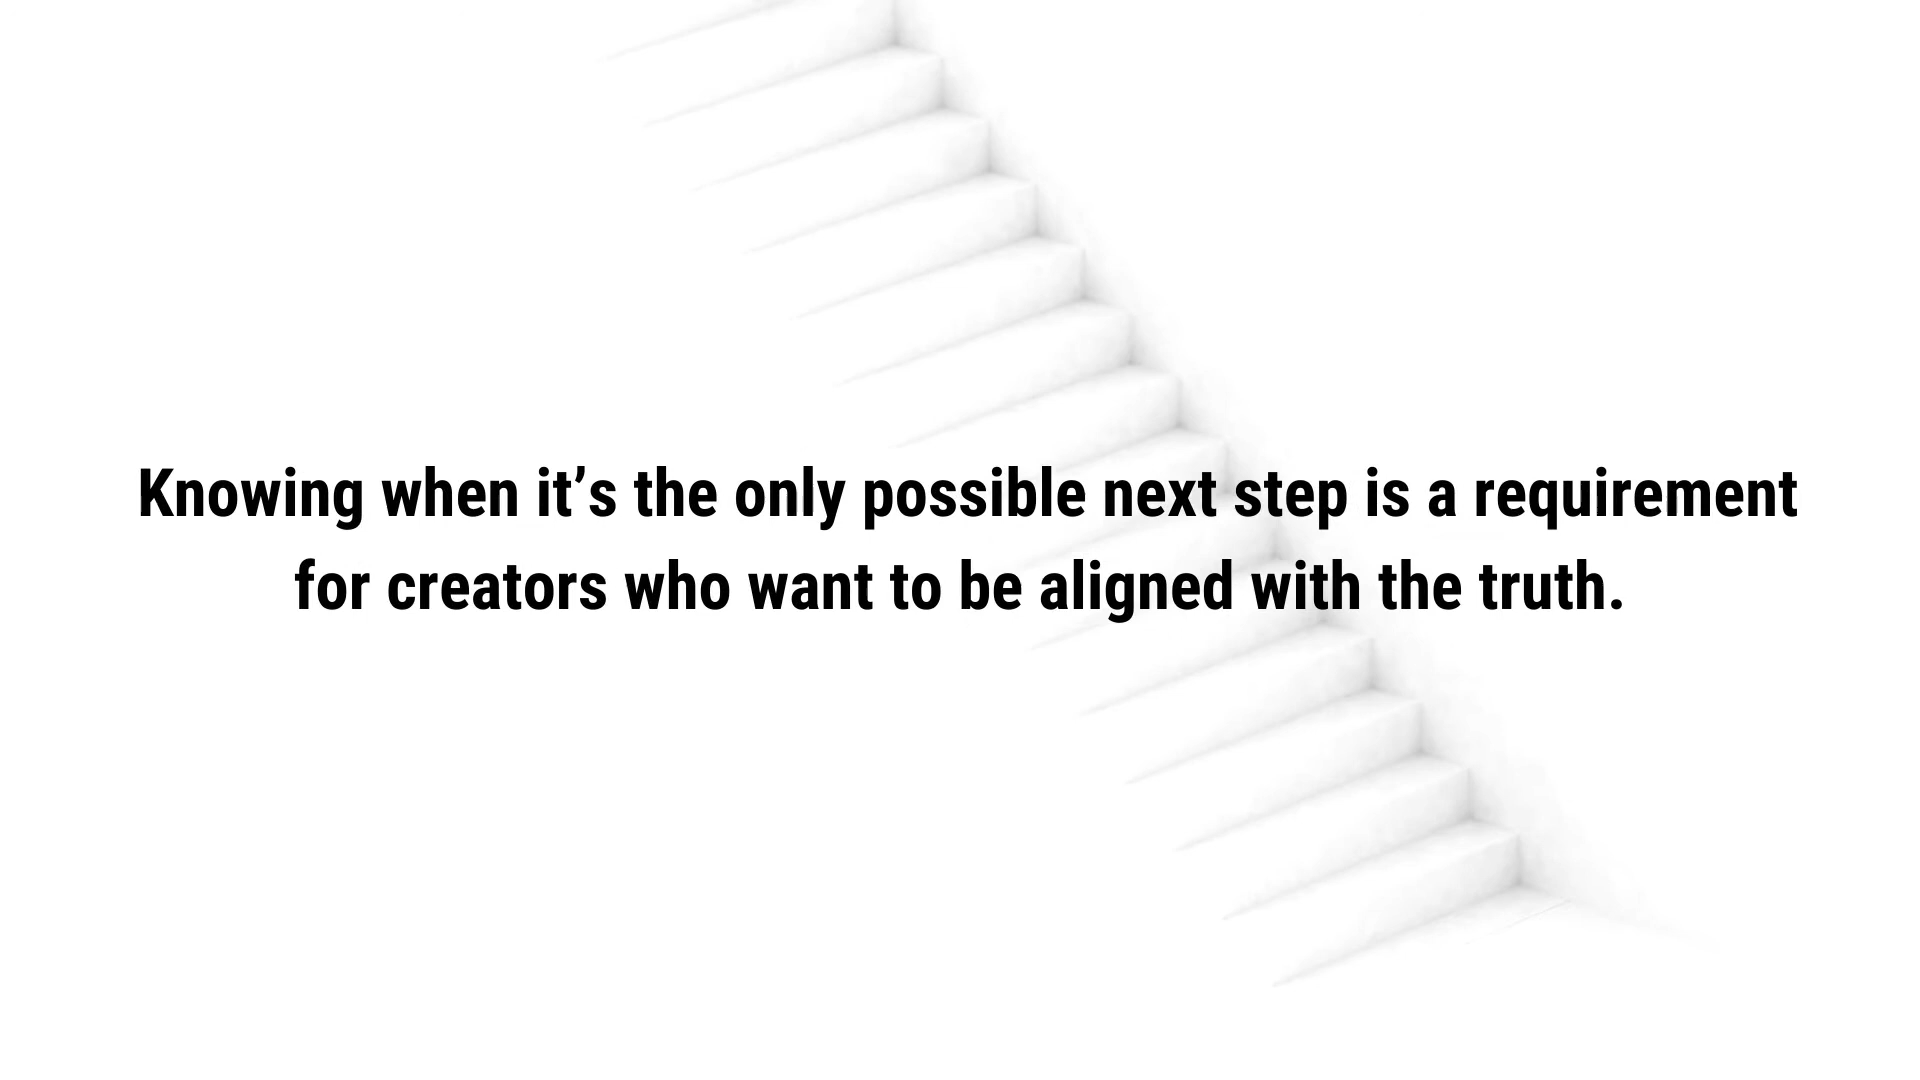 Knowing when it’s the only possible next step is a requirement
for creators who want to be aligned with the truth.